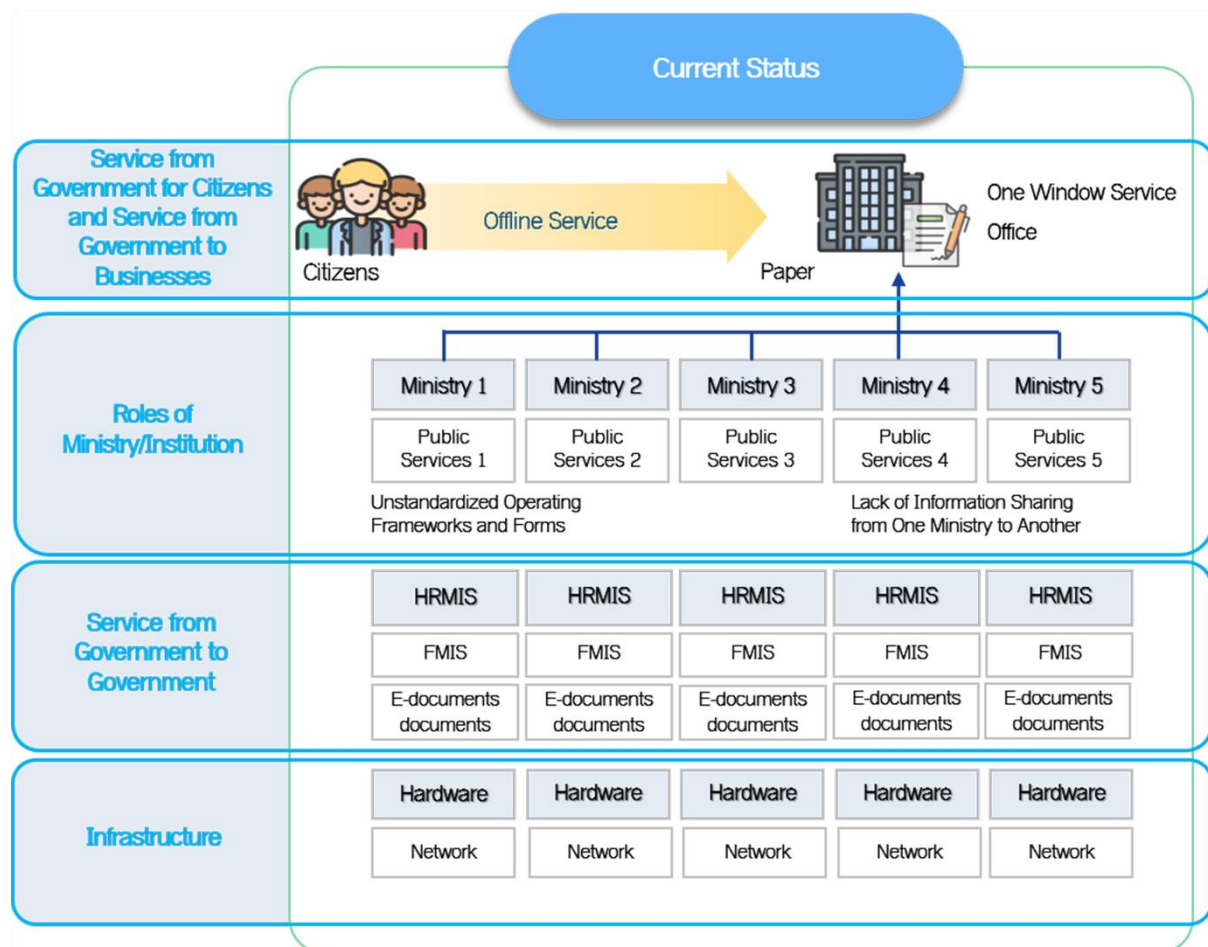 Current Status
Service from
Government for Citizens
and Service from
Government to
Businesses
Citizens
Offline Service
Paper
One Window Service
Office
Roles of
Ministry/Institution
Ministry 1
Ministry 2
Ministry 3
Ministry 4
Ministry 5
Public
Services 1
Public
Services 2
Public
Services 3
Public
Services 4
Public
Services 5
Unstandardized Operating
Frameworks and Forms
Lack of Information Sharing
from One Ministry to Another
Service from
Government to
Government
HRMIS
HRMIS
HRMIS
HRMIS
HRMIS
FMIS
FMIS
FMIS
FMIS
FMIS
E-documents
documents
E-documents
documents
E-documents
documents
E-documents
documents
E-documents
documents
Infrastructure
Hardware
Hardware
Hardware
Hardware
Hardware
Network
Network
Network
Network
Network